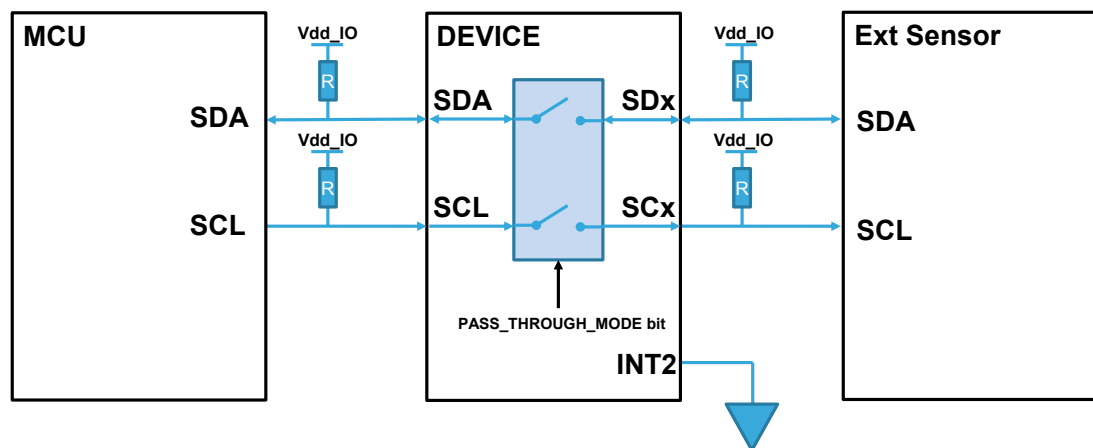 MCU
Vdd_IO
R
SDA
Vdd_IO
R
SCL
DEVICE
SDA
SDx
SCL
SCx
PASS_THROUGH_MODE bit
INT2
Vdd_IO
R
Vdd_IO
R
Ext Sensor
SDA
SCL